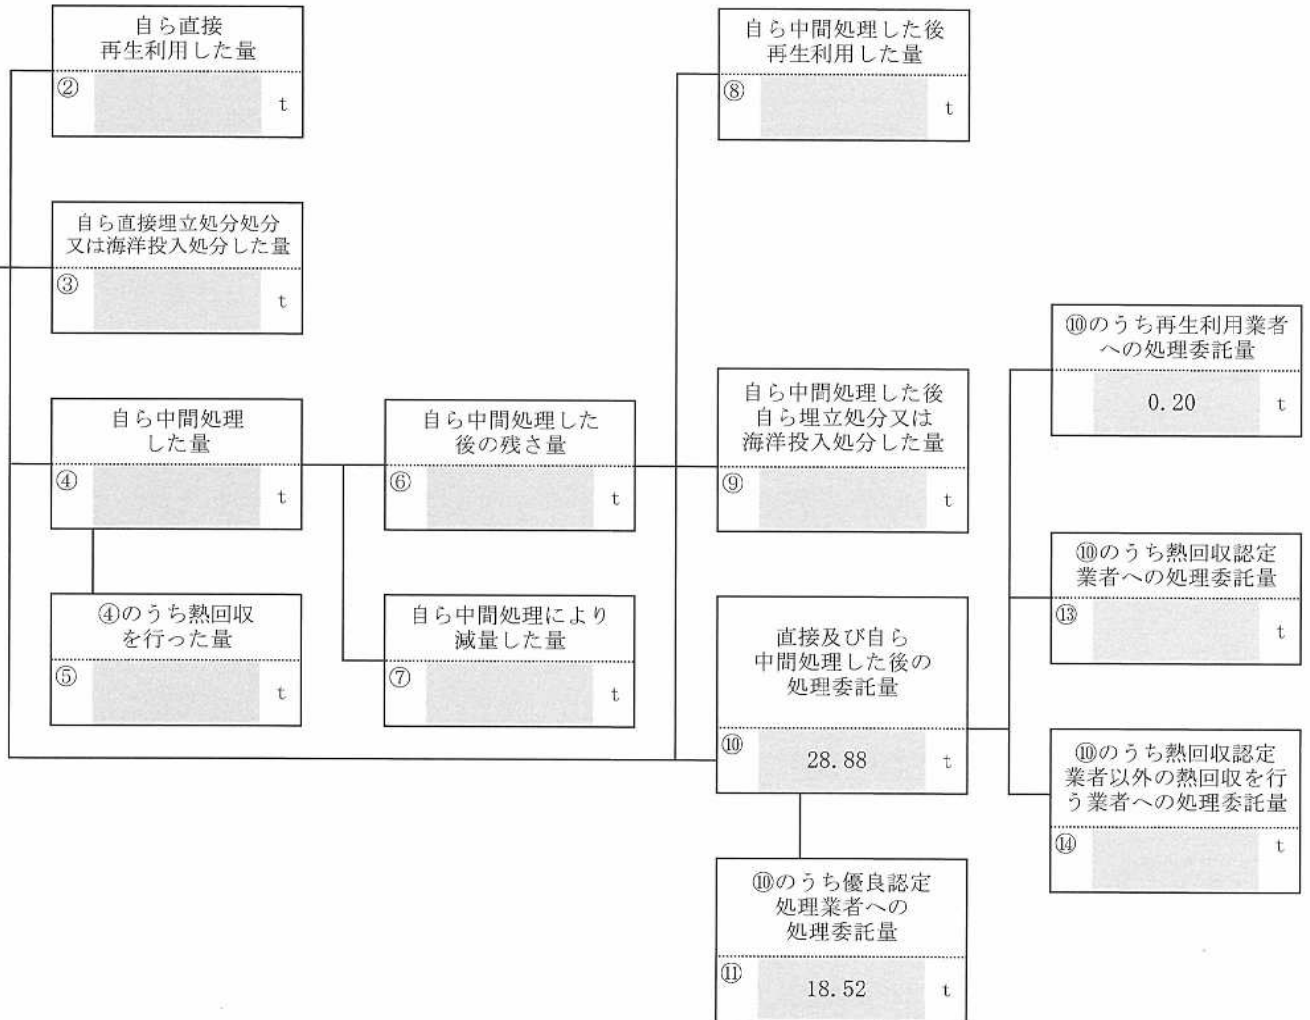 自ら直接
再生利用した量
②
t
自ら中間処理した後
再生利用した量
⑧
t
自ら直接埋立処分処分
又は海洋投入処分した量
③
t
⑩のうち再生利用業者
への処理委託量
0.20 t
自ら中間処理
した量
④
t
自ら中間処理した
後の残さ量
⑥
t
自ら中間処理した後
自ら埋立処分又は
海洋投入処分した量
⑨
t
⑩のうち熱回収認定
業者への処理委託量
⑬
t
④のうち熱回収
を行った量
⑤
t
自ら中間処理により
減量した量
⑦
t
直接及び自ら
中間処理した後の
処理委託量
⑩ 28.88 t
⑩のうち熱回収認定
業者以外の熱回収を行
う業者への処理委託量
⑭
t
⑩のうち優良認定
処理業者への
処理委託量
⑪ 18.52 t